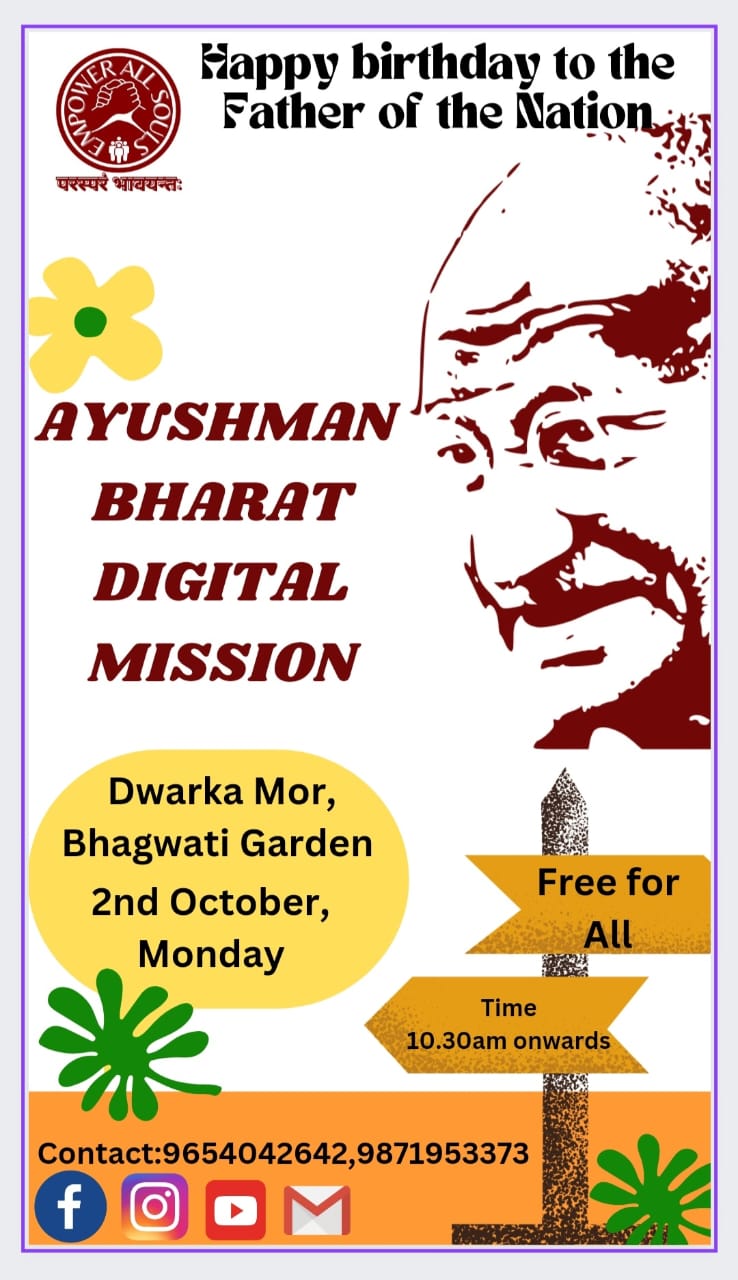 Happy birthday to the
Father of the Nation
EMPOWER ALL SOULS
परस्परं भावयन्तः
AYUSHMAN
BHARAT
DIGITAL
MISSION
Dwarka Mor,
Bhagwati Garden
2nd October,
Monday
Free for
All
Time
10.30am onwards
Contact:9654042642,9871953373